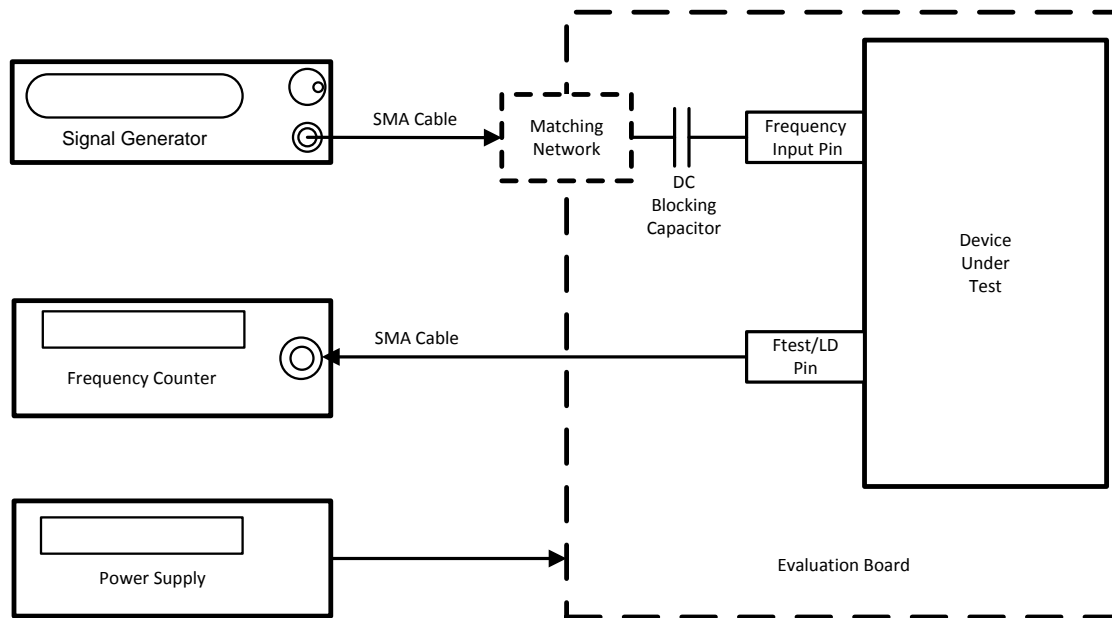 Signal Generator
SMA Cable
Matching
Network
DC
Blocking
Capacitor
Frequency
Input Pin
Device
Under
Test
Frequency Counter
SMA Cable
Ftest/LD
Pin
Power Supply
Evaluation Board